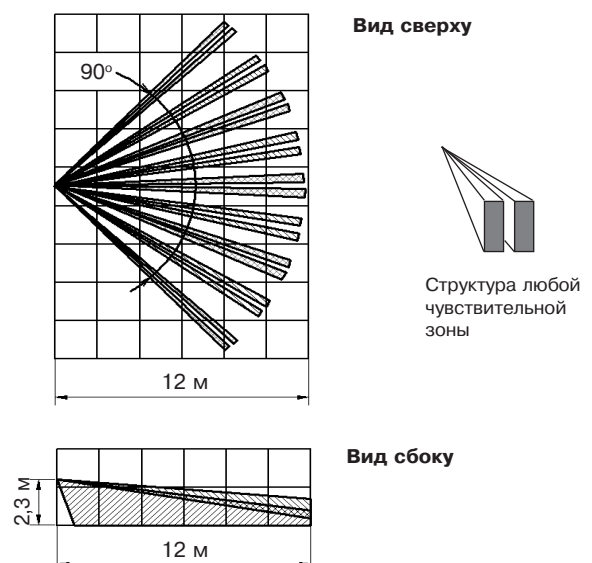 Вид сверху
90°
Структура любой
чувствительной
зоны
12 м
Вид сбоку
2,3 м
12 м